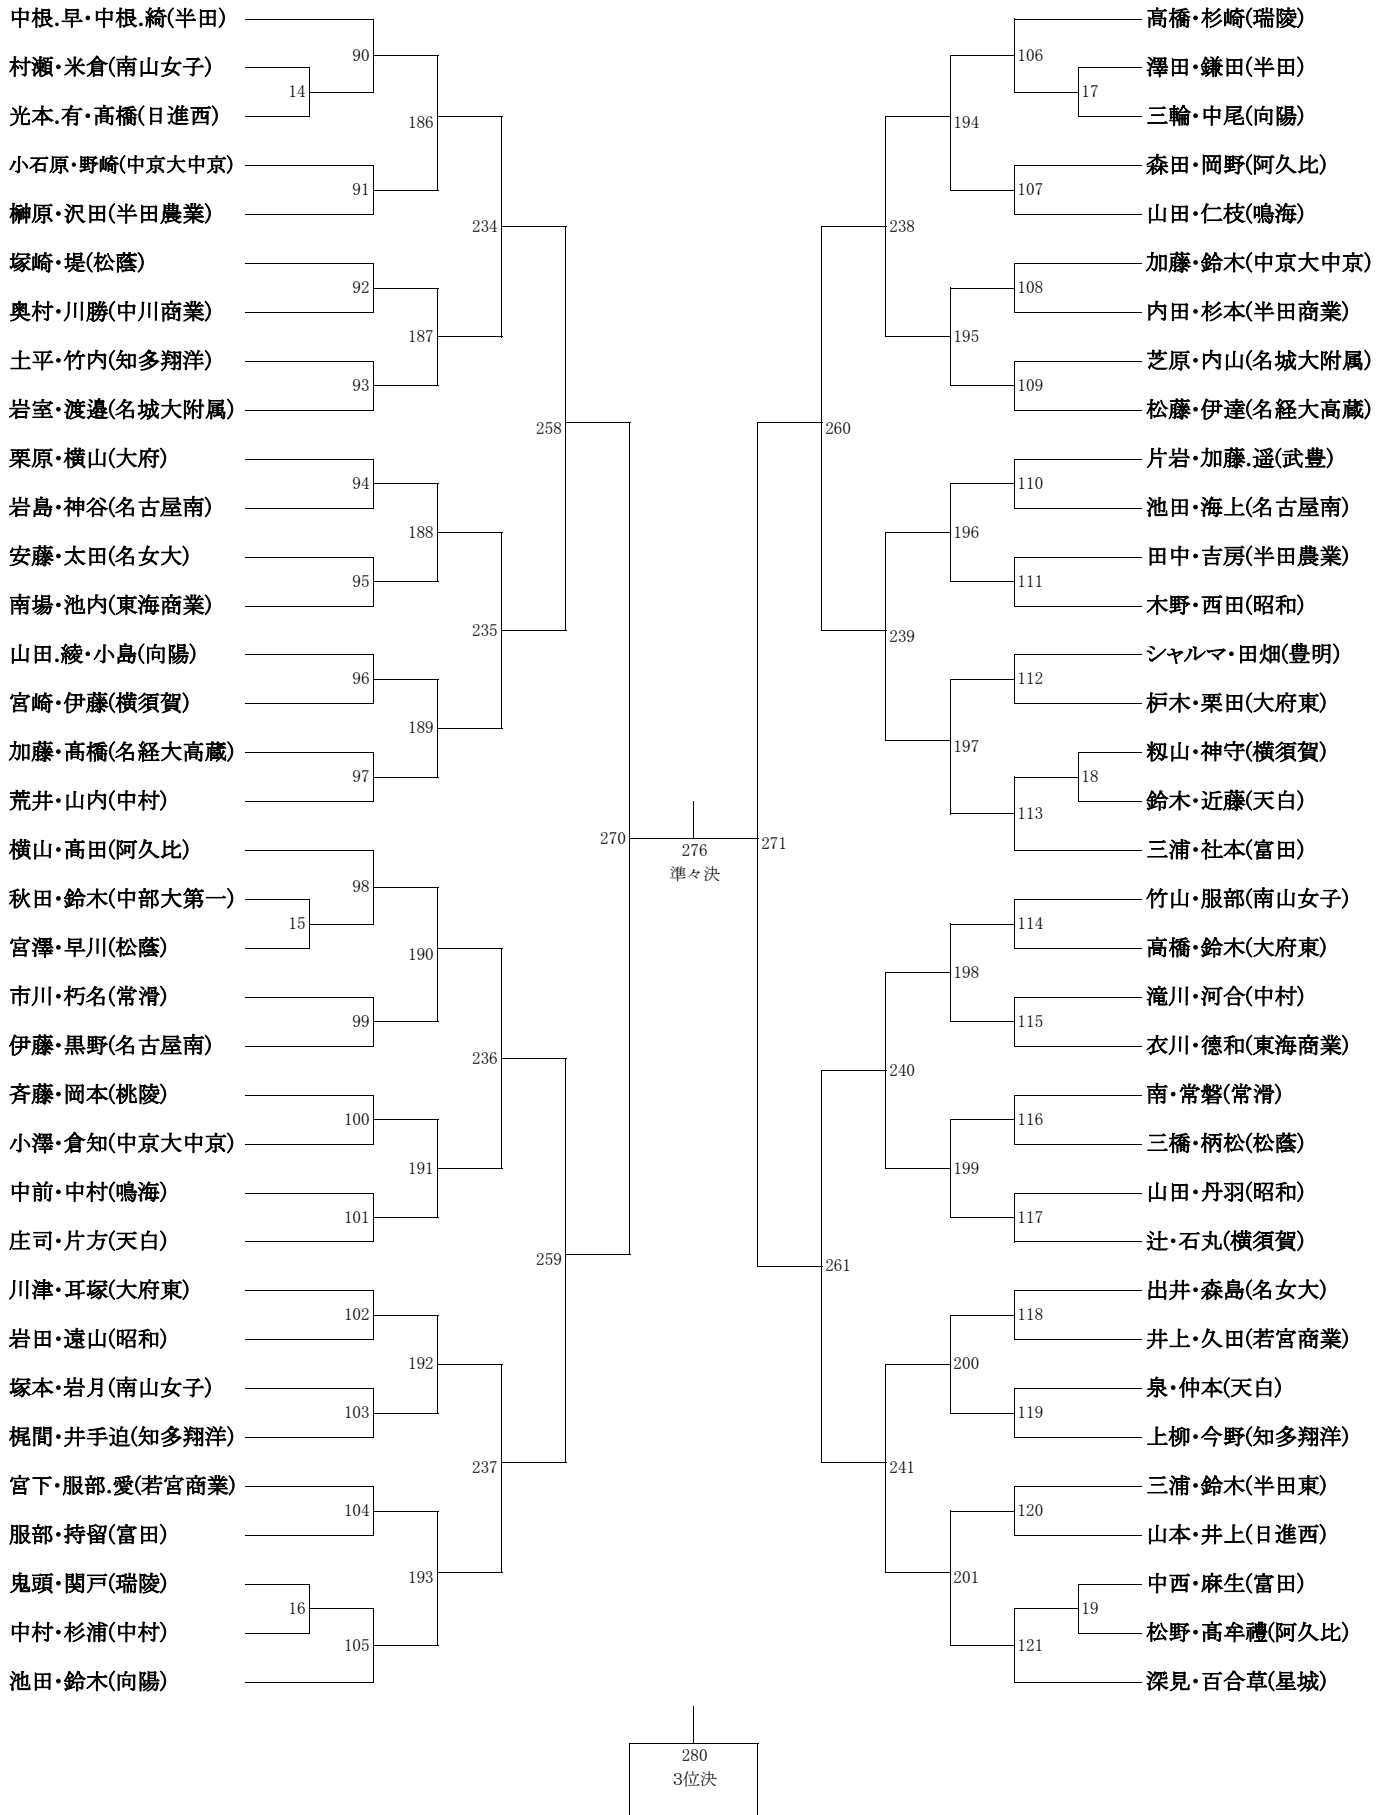 中根.早・中根.綺(半田)
村瀬・米倉(南山女子)
光本.有・髙橋(日進西)
小石原・野崎(中京大中京)
榊原・沢田(半田農業)
塚崎・堤(松蔭)
奥村・川勝(中川商業)
土平・竹内(知多翔洋)
岩室・渡邉(名城大附属)
栗原・横山(大府)
岩島・神谷(名古屋南)
安藤・太田(名女大)
南場・池内(東海商業)
山田.綾・小島(向陽)
宮崎・伊藤(横須賀)
加藤・髙橋(名経大高蔵)
荒井・山内(中村)
横山・髙田(阿久比)
秋田・鈴木(中部大第一)
宮澤・早川(松蔭)
市川・朽名(常滑)
伊藤・黒野(名古屋南)
斉藤・岡本(桃陵)
小澤・倉知(中京大中京)
中前・中村(鳴海)
庄司・片方(天白)
川津・耳塚(大府東)
岩田・遠山(昭和)
塚本・岩月(南山女子)
梶間・井手迫(知多翔洋)
宮下・服部.愛(若宮商業)
服部・持留(富田)
鬼頭・関戸(瑞陵)
中村・杉浦(中村)
池田・鈴木(向陽)
14
15
16
90
91
92
93
94
95
96
97
98
99
100
101
102
103
104
105
186
187
188
189
190
191
192
193
234
235
236
237
258
259
270
276
準々決
271
260
261
238
239
240
241
194
195
196
197
198
199
200
201
106
107
108
109
110
111
112
113
114
115
116
117
118
119
120
121
17
18
19
高橋・杉崎(瑞陵)
澤田・鎌田(半田)
三輪・中尾(向陽)
森田・岡野(阿久比)
山田・仁枝(鳴海)
加藤・鈴木(中京大中京)
内田・杉本(半田商業)
芝原・内山(名城大附属)
松藤・伊達(名経大高蔵)
片岩・加藤.遥(武豊)
池田・海上(名古屋南)
田中・吉房(半田農業)
木野・西田(昭和)
シャルマ・田畑(豊明)
枦木・栗田(大府東)
籾山・神守(横須賀)
鈴木・近藤(天白)
三浦・社本(富田)
竹山・服部(南山女子)
高橋・鈴木(大府東)
滝川・河合(中村)
衣川・德和(東海商業)
南・常磐(常滑)
三橋・柄松(松蔭)
山田・丹羽(昭和)
辻・石丸(横須賀)
出井・森島(名女大)
井上・久田(若宮商業)
泉・仲本(天白)
上柳・今野(知多翔洋)
三浦・鈴木(半田東)
山本・井上(日進西)
中西・麻生(富田)
松野・髙牟禮(阿久比)
深見・百合草(星城)
280
3位決